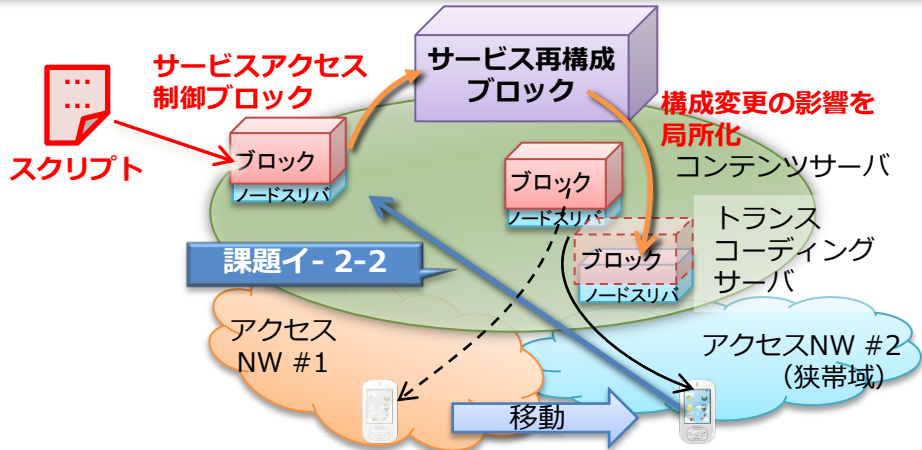 サービスアクセス
制御ブロック
サービス再構成
ブロック
…
…
スクリプト
構成変更の影響を
局所化
コンテンツサーバ
ブロック
ノードスリバ
ブロック
ノードスリバ
トランス
コーディング
サーバ
ブロック
ノードスリバ
課題イ- 2-2
アクセス
NW #1
アクセスNW #2
（狭帯域）
移動